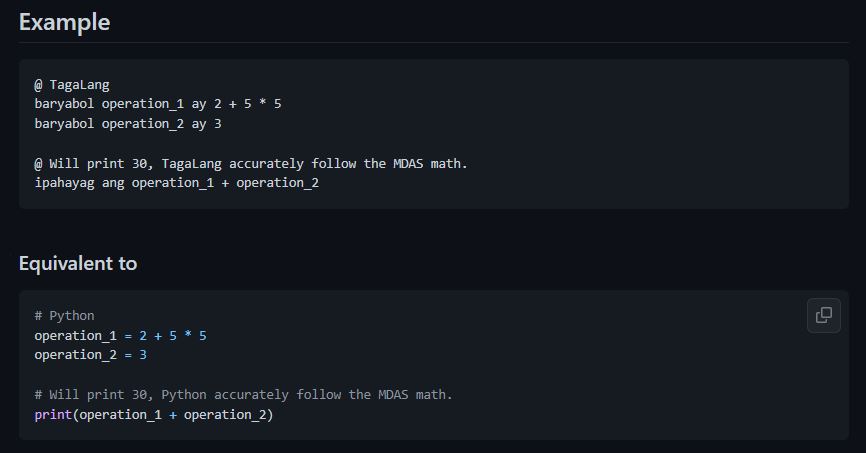 Example
@ TagaLang
baryabol operation_1 ay 2 + 5 * 5
baryabol operation_2 ay 3
@ Will print 30, TagaLang accurately follow the MDAS math.
ipahayag ang operation_1 + operation_2
Equivalent to
# Python
operation_1 = 2 + 5 * 5
operation_2 = 3
# Will print 30, Python accurately follow the MDAS math.
print(operation_1 + operation_2)